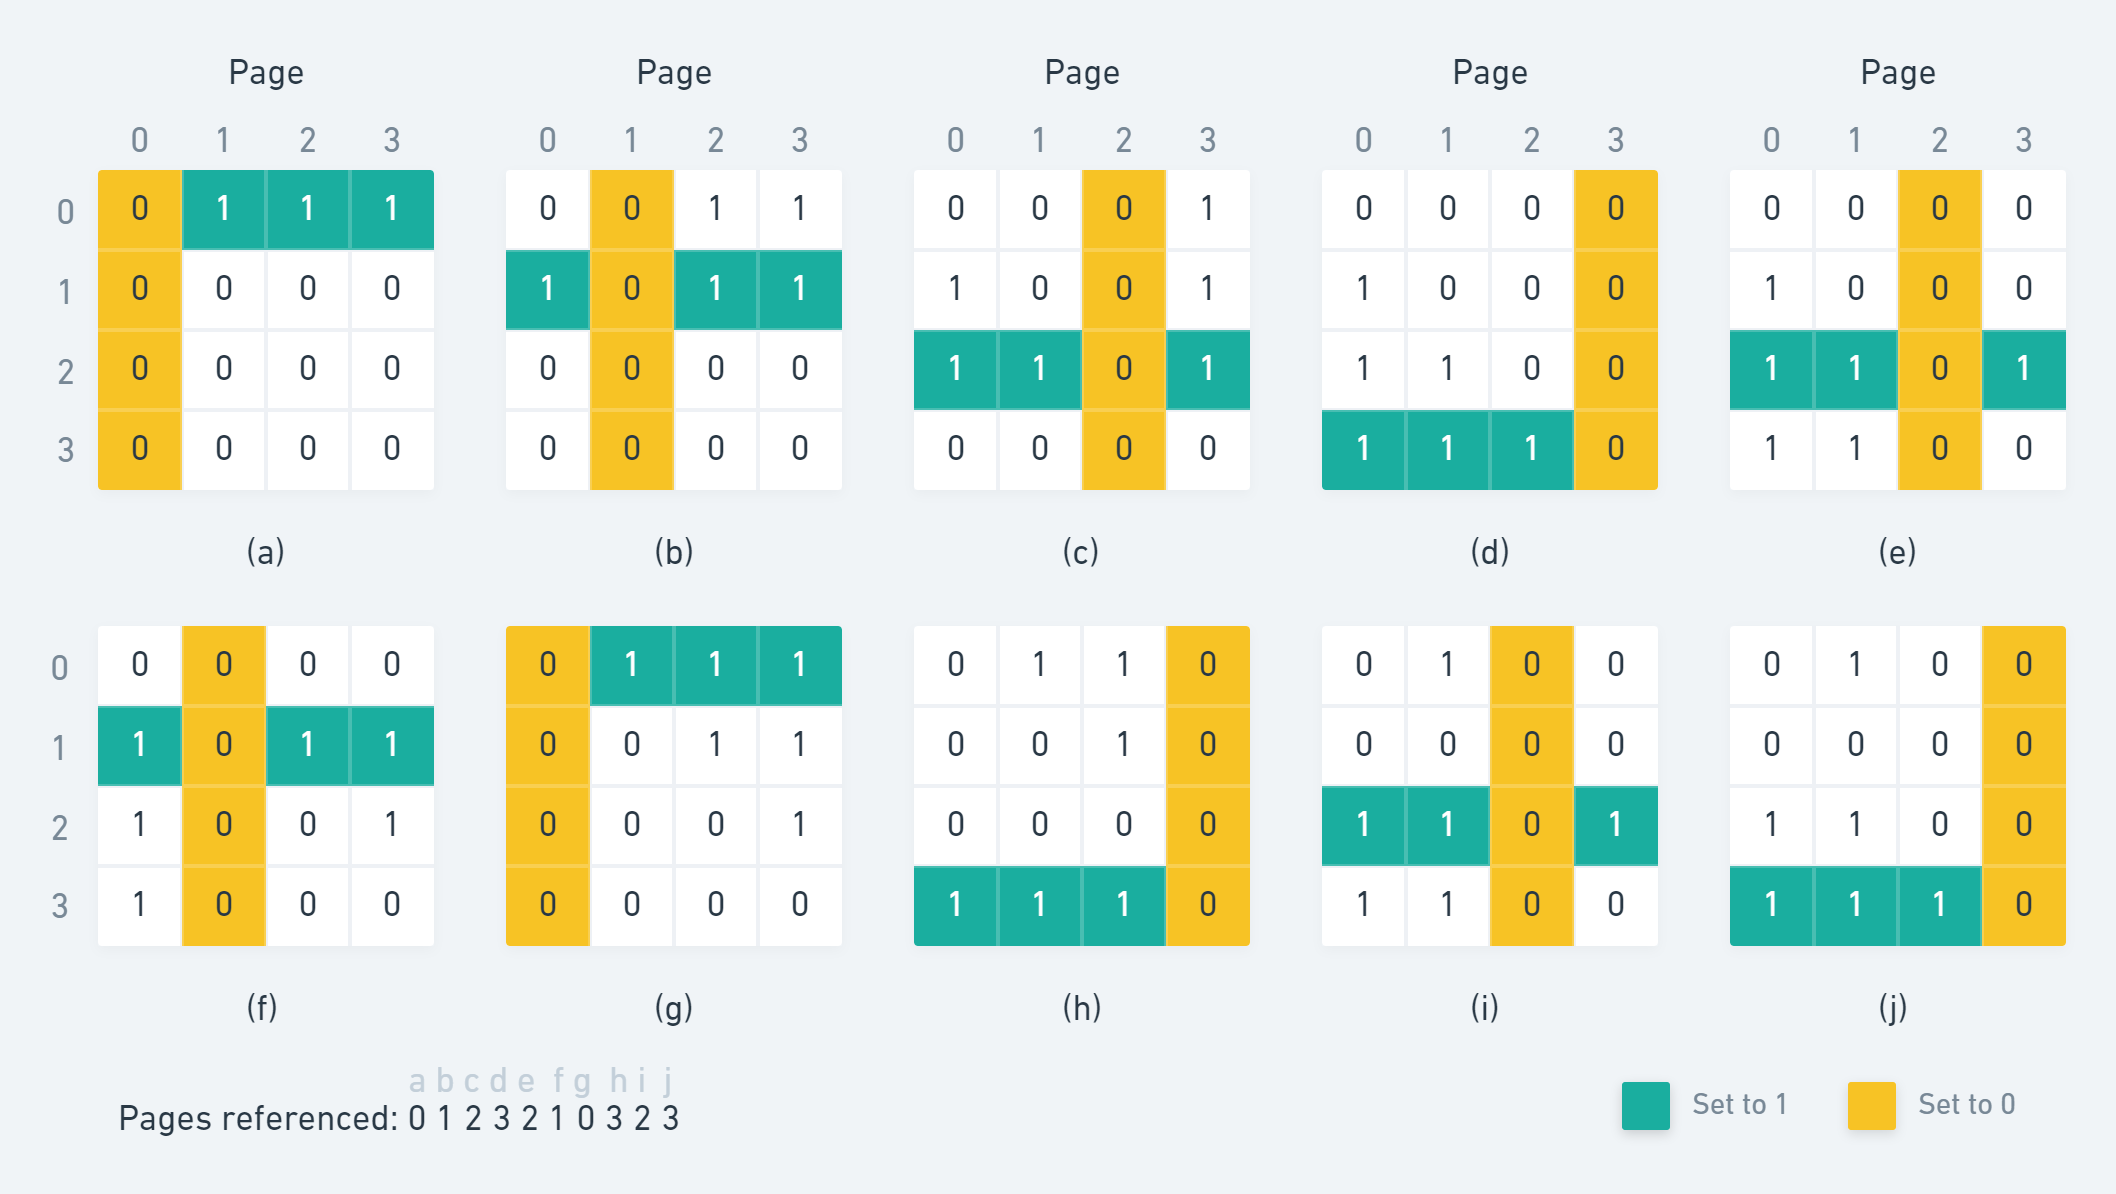 Page Page Page Page Page
0 1 2 3 0 1 2 3 0 1 2 3 0 1 2 3 0 1 2 3
0 0 1 1 1 0 0 1 1 0 0 0 1 0 0 0 0 0 0 0 0
1 0 0 0 0 1 0 1 1 1 0 0 1 1 0 0 0 1 0 0 0
2 0 0 0 0 0 0 0 0 1 1 0 1 1 1 0 0 1 1 0 1
3 0 0 0 0 0 0 0 0 0 0 0 0 1 1 1 0 1 1 0 0
(a) (b) (c) (d) (e)
0 0 0 0 0 0 1 1 1 0 1 1 0 0 1 0 0 0 1 0 0
1 1 0 1 1 0 0 1 1 0 0 1 0 0 0 0 0 0 0 0 0
2 1 0 0 1 0 0 0 1 0 0 0 0 1 1 0 1 1 1 0 0
3 1 0 0 0 0 0 0 0 1 1 1 0 1 1 0 0 1 1 1 0
(f) (g) (h) (i) (j)
a b c d e f g h i j
Pages referenced: 0 1 2 3 2 1 0 3 2 3
Set to 1 Set to 0